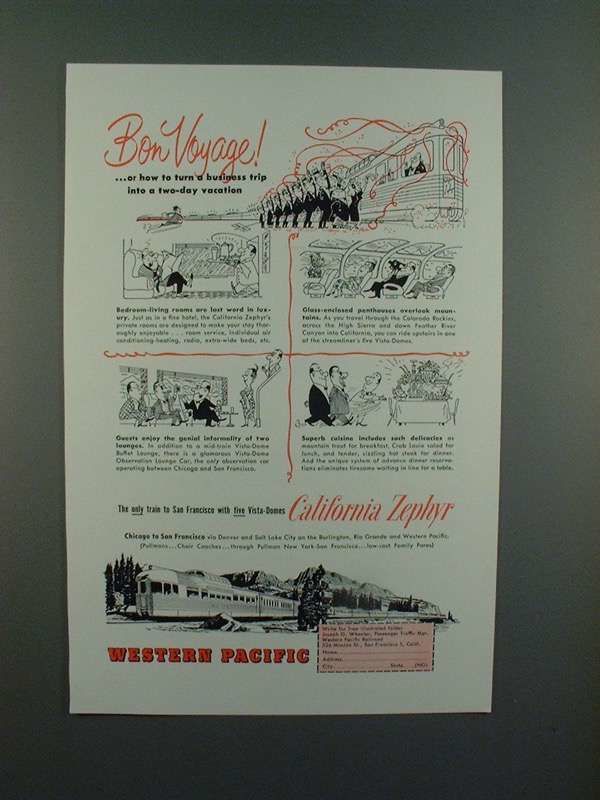 Bon Voyage!
...or how to turn a business trip
into a two-day vacation
Bedroom-living rooms are last word in lux-
ury. Just as in a fine hotel, the California Zephyr's
private rooms are designed to make your stay thor-
oughly enjoyable . . . room service, individual air
conditioning-heating, radio, extra-wide beds, etc.
Glass-enclosed penthouses overlook moun-
tains. As you travel through the Colorado Rockies,
across the High Sierra and down Feather River
Canyon into California, you can ride upstairs in one
of the streamliner's five Vista-Domes.
Guests enjoy the genial informality of two
lounges. In addition to a mid-train Vista-Dome
Buffet Lounge, there is a glamorous Vista-Dome
Observation Lounge Car, the only observation car
operating between Chicago and San Francisco.
Superb cuisine includes such delicacies as
mountain trout for breakfast, Crab Louie salad for
lunch, and tender, sizzling hot steak for dinner.
And the unique system of advance dinner reserva-
tions eliminates tiresome waiting in line for a table.
The only train to San Francisco with five Vista-Domes California Zephyr
Chicago to San Francisco via Denver and Salt Lake City on the Burlington, Rio Grande and Western Pacific.
(Pullmans...Chair Coaches...through Pullman New York-San Francisco...low-cost Family Fares)
WESTERN PACIFIC
Write for free illustrated folder
Joseph G. Wheeler, Passenger Traffic Mgr.
Western Pacific Railroad
526 Mission St., San Francisco 5, Calif.
Name
Address
City State (NG)